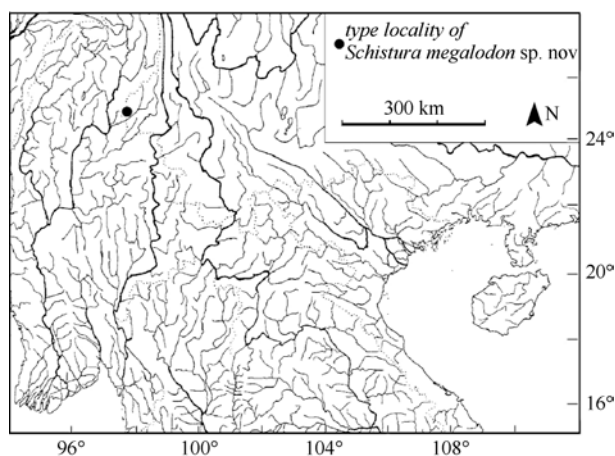 type locality of
Schistura megalodon sp. nov
300 km
N
24°
20°
16°
96°
100°
104°
108°